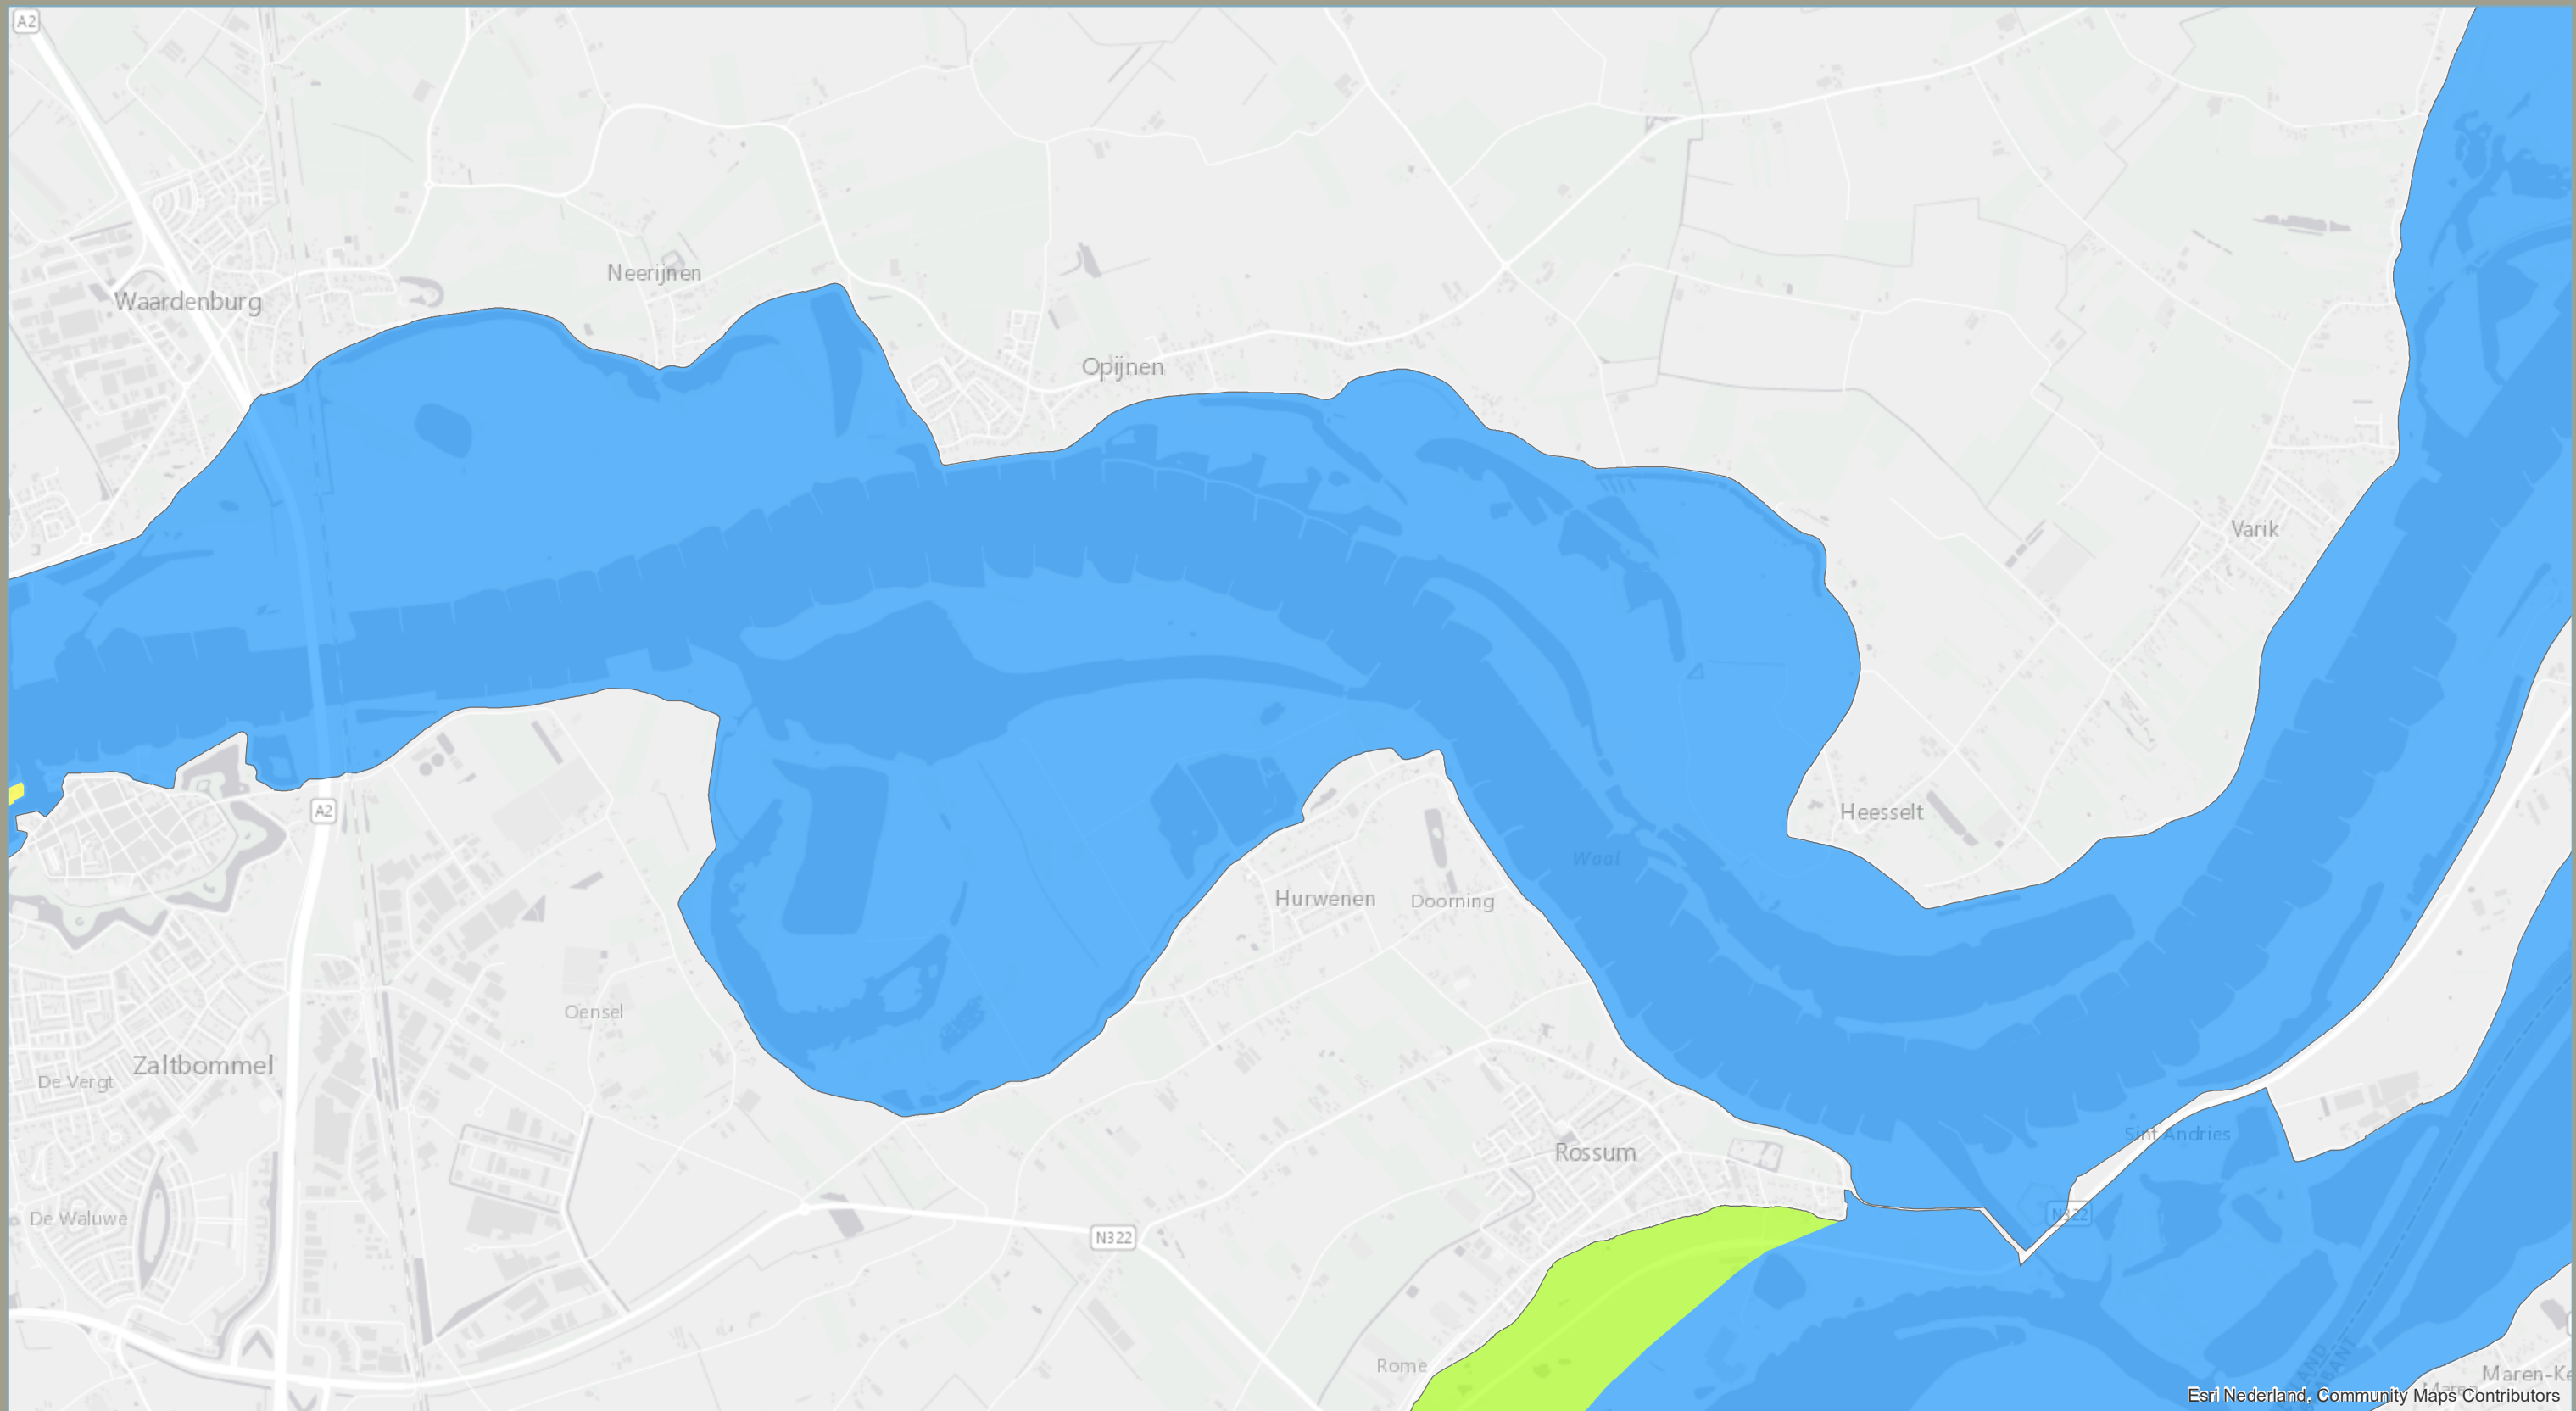 A2
Neerijnen
Waardenburg
Opijnen
Varik
A2
Heesselt
Waal
Hurwenen
Doorning
Oensel
Zaltbommel
De Vergt
Sint Andries
Rossum
De Waluwe
N322
N322
Rome
Maren-Ke
Esri Nederland, Community Maps Contributors